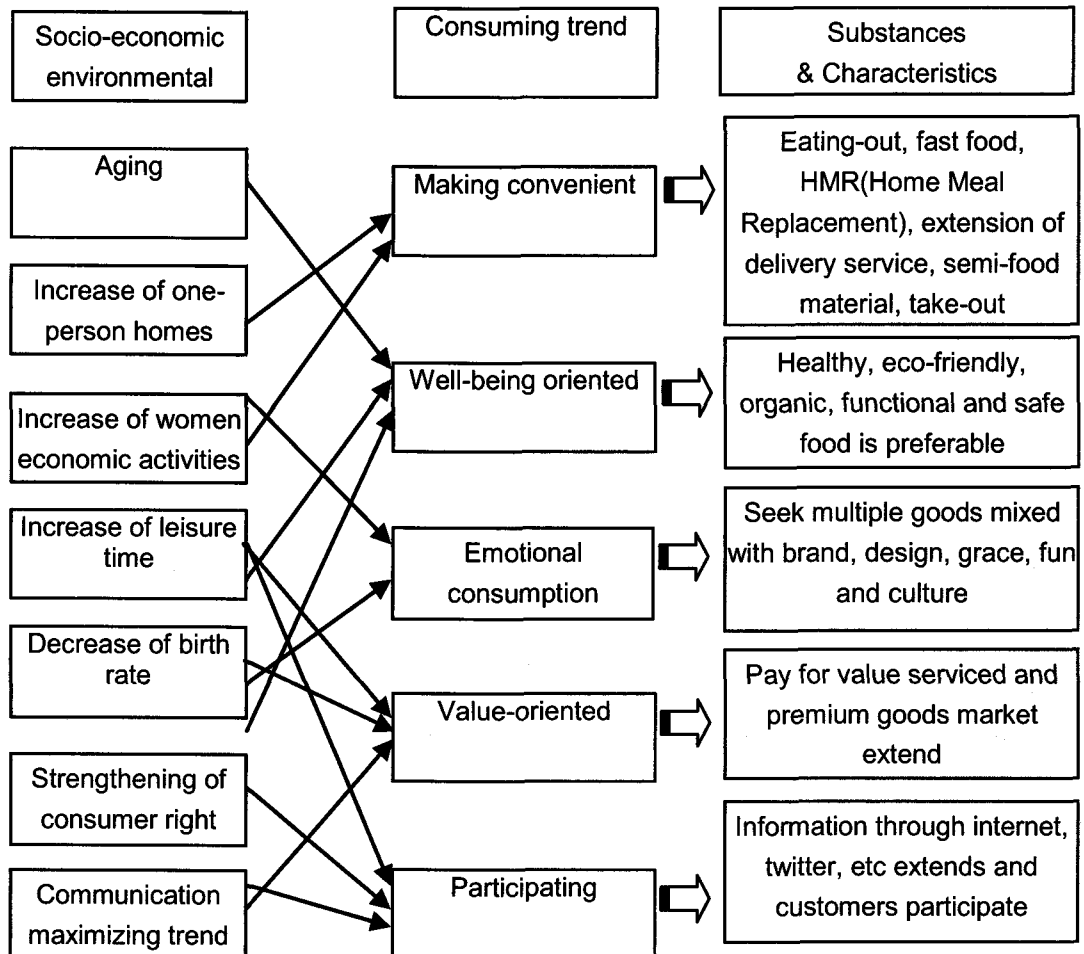 Socio-economic
environmental
Consuming trend
Substances
& Characteristics
Aging
Increase of one-
person homes
Increase of women
economic activities
Increase of leisure
time
Decrease of birth
rate
Strengthening of
consumer right
Communication
maximizing trend
Making convenient
Well-being oriented
Emotional
consumption
Value-oriented
Participating
Eating-out, fast food,
HMR(Home Meal
Replacement), extension of
delivery service, semi-food
material, take-out
Healthy, eco-friendly,
organic, functional and safe
food is preferable
Seek multiple goods mixed
with brand, design, grace, fun
and culture
Pay for value serviced and
premium goods market
extend
Information through internet,
twitter, etc extends and
customers participate